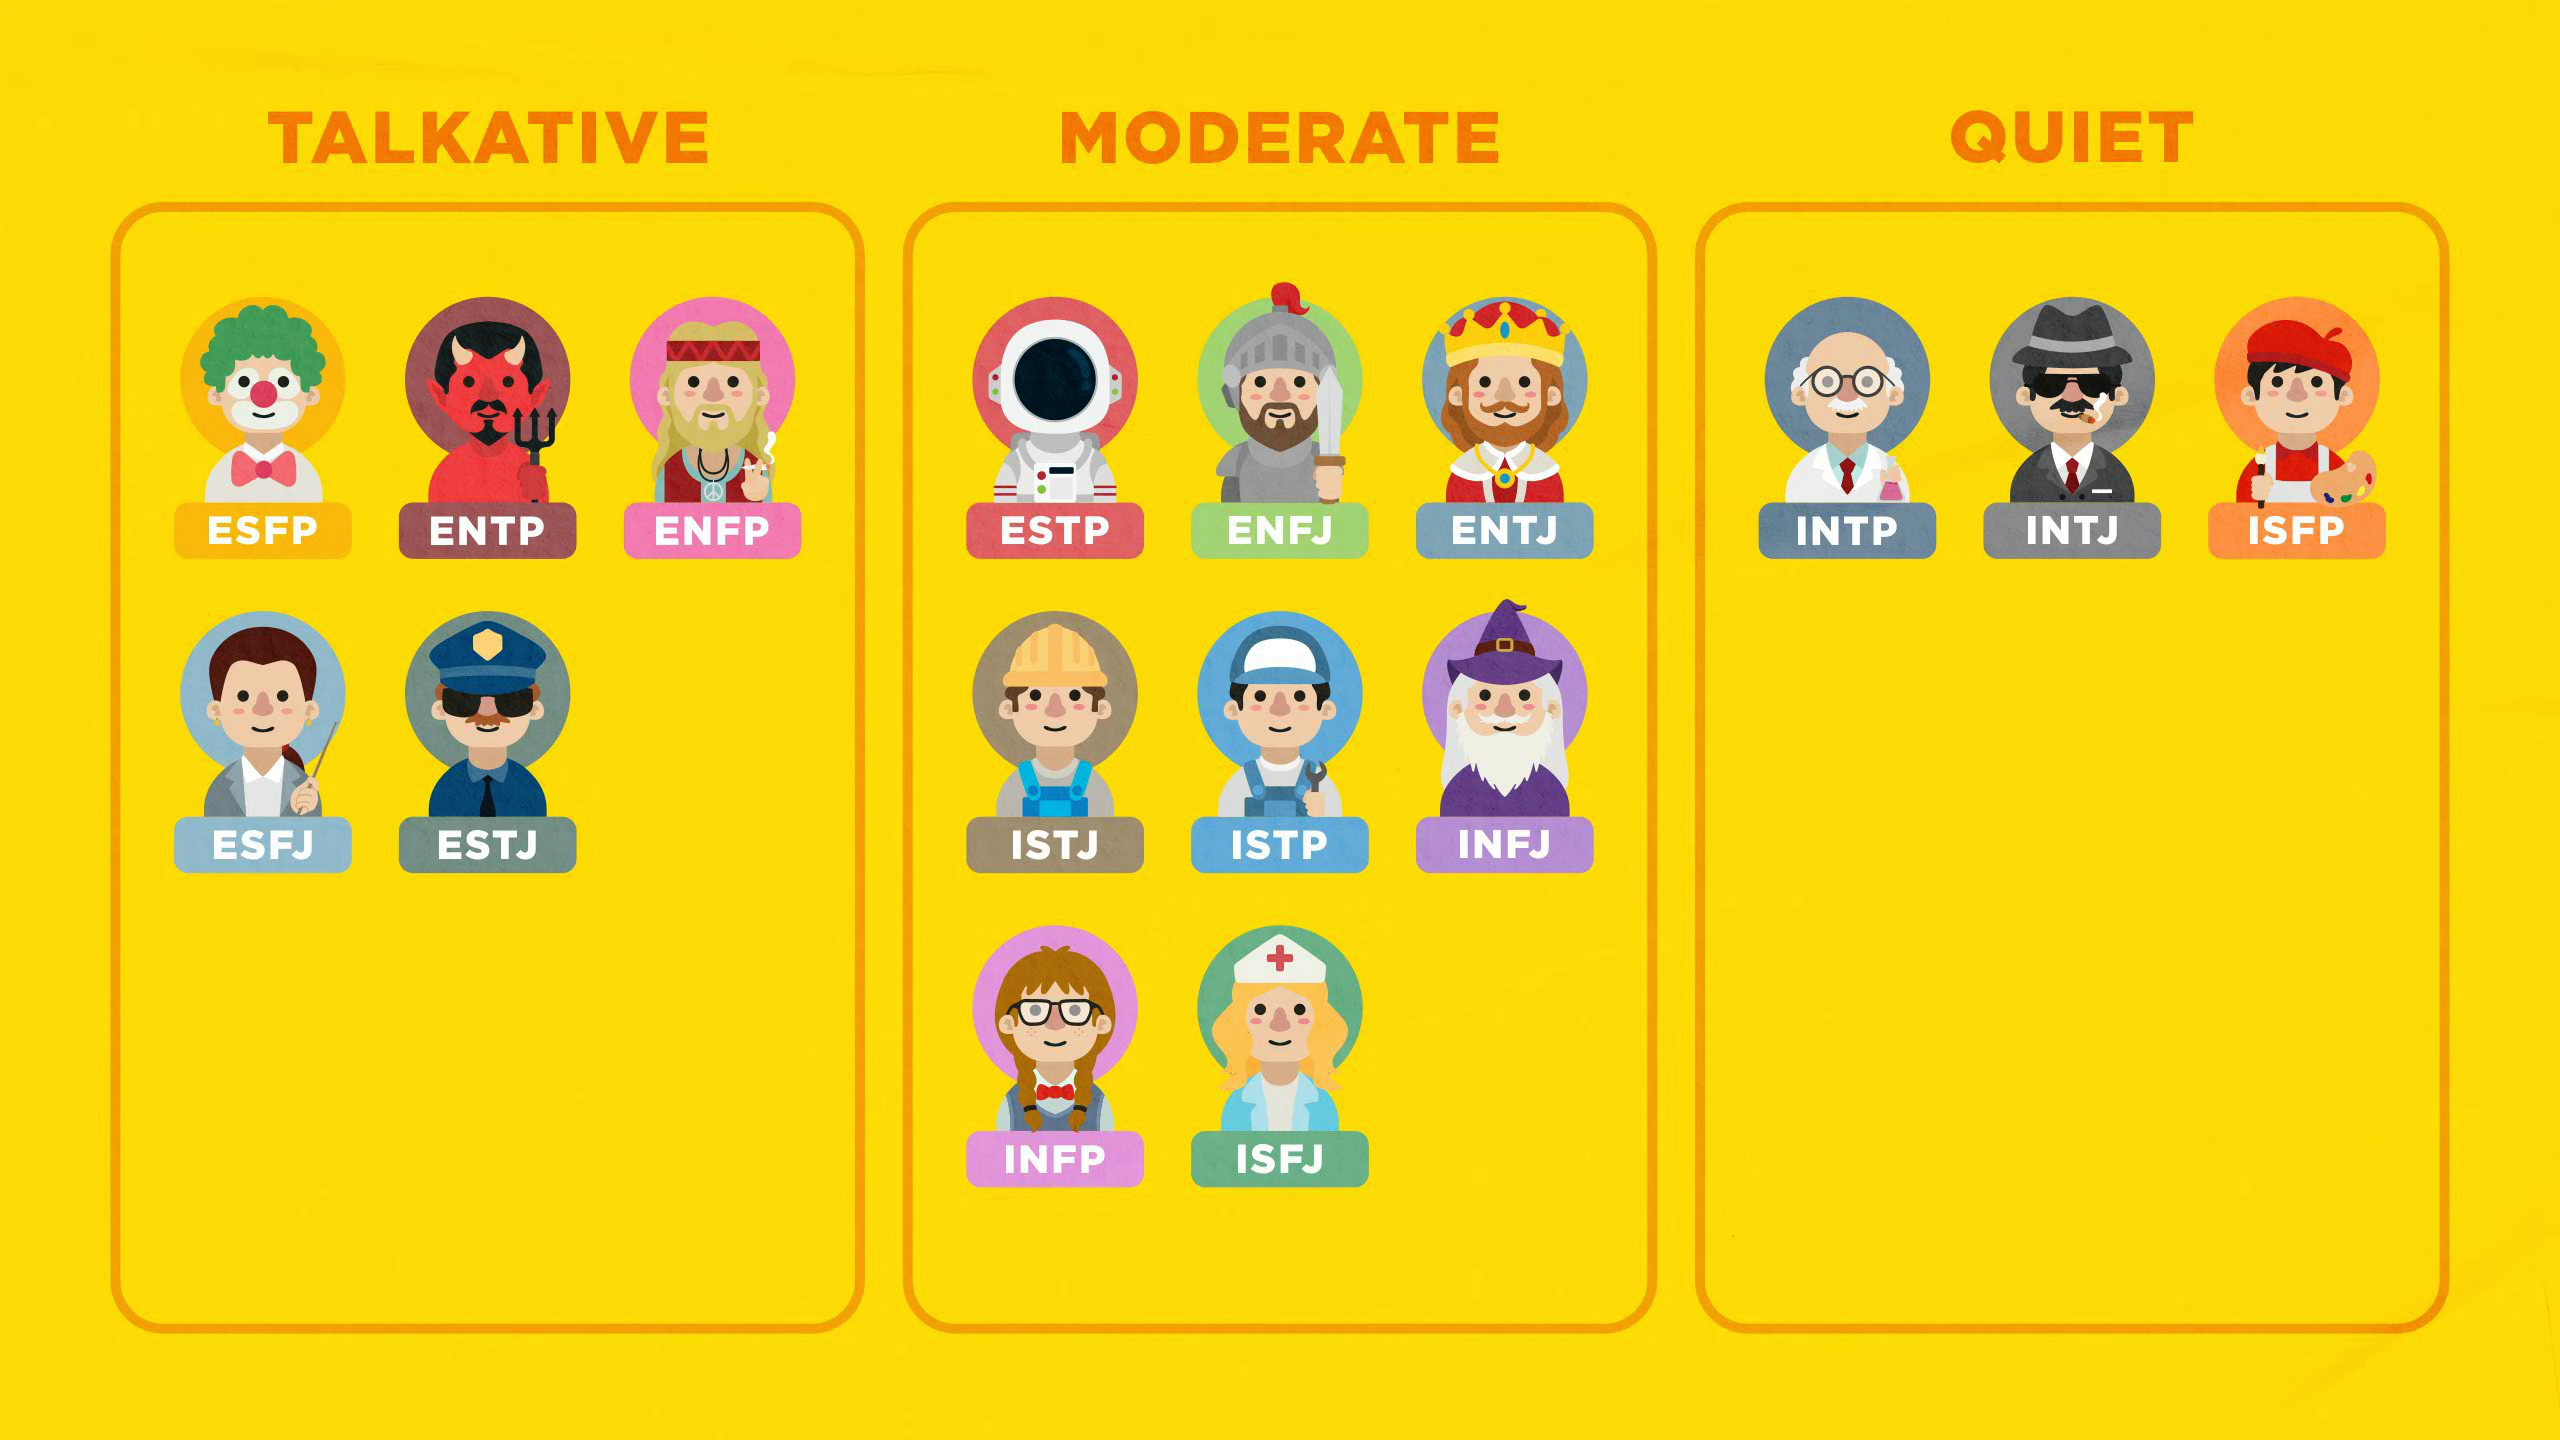 TALKATIVE
ESFP ENTP ENFP
ESFJ ESTJ
MODERATE
ESTP ENFJ ENTJ
ISTJ ISTP INFJ
INFP ISFJ
QUIET
INTP INTJ ISFP